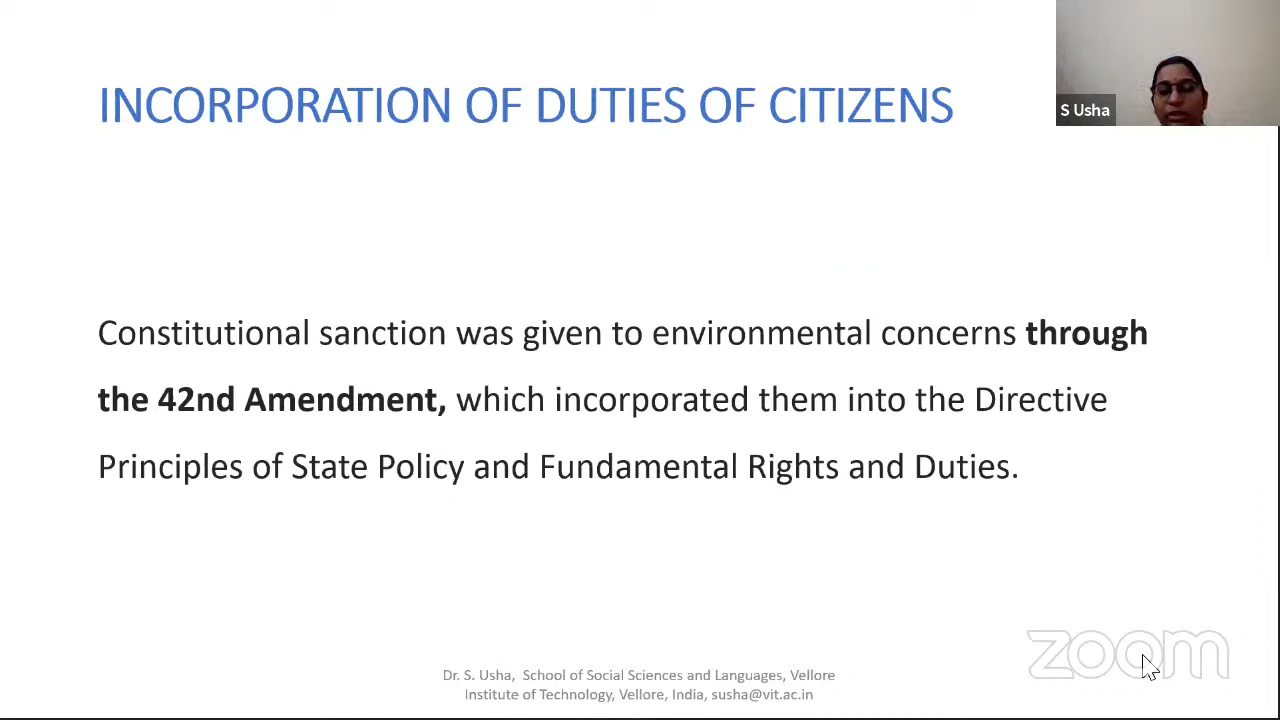 INCORPORATION OF DUTIES OF CITIZENS
S Usha
Constitutional sanction was given to environmental concerns through
the 42nd Amendment, which incorporated them into the Directive
Principles of State Policy and Fundamental Rights and Duties.
zoom
Dr. S. Usha, School of Social Sciences and Languages, Vellore
Institute of Technology, Vellore, India, susha@vit.ac.in